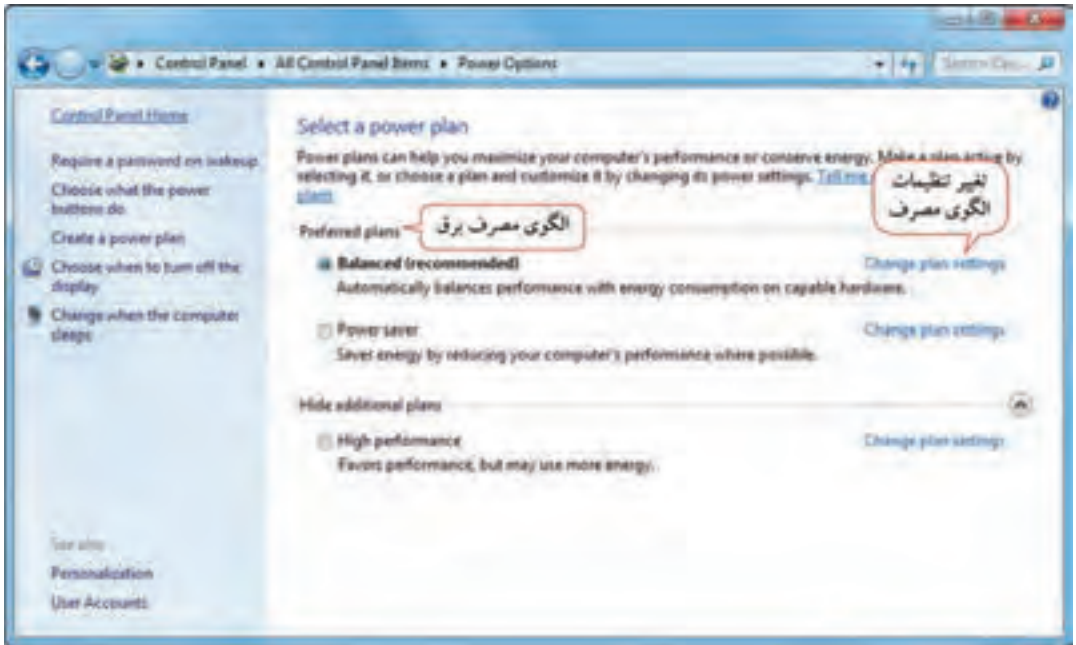 Control Panel ▸ All Control Panel Items ▸ Power Options
Control Panel Home
Require a password on wakeup
Choose what the power
buttons do
Create a power plan
Choose when to turn off the
display
Change when the computer
sleeps
See also
Personalization
User Accounts
Select a power plan
Power plans can help you maximize your computer's performance or conserve energy. Make a plan active by
selecting it, or choose a plan and customize it by changing its power settings. Tell me
plans
تغییر تنظیمات
الگوی مصرف
Preferred plans
الگوی مصرف برق
Balanced (recommended)
Change plan settings
Automatically balances performance with energy consumption on capable hardware.
Power saver
Change plan settings
Saves energy by reducing your computer's performance where possible.
Hide additional plans
High performance
Change plan settings
Favors performance, but may use more energy.